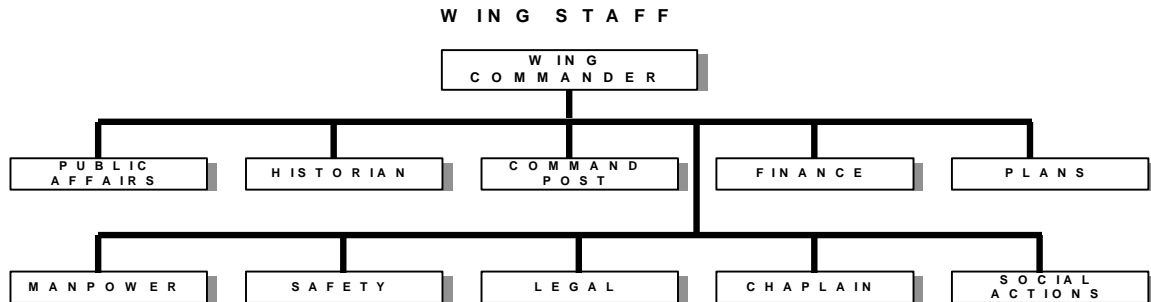 WING STAFF
WING
COMMANDER
PUBLIC
AFFAIRS
HISTORIAN
COMMAND
POST
FINANCE
PLANS
MANPOWER
SAFETY
LEGAL
CHAPLAIN
SOCIAL
ACTIONS